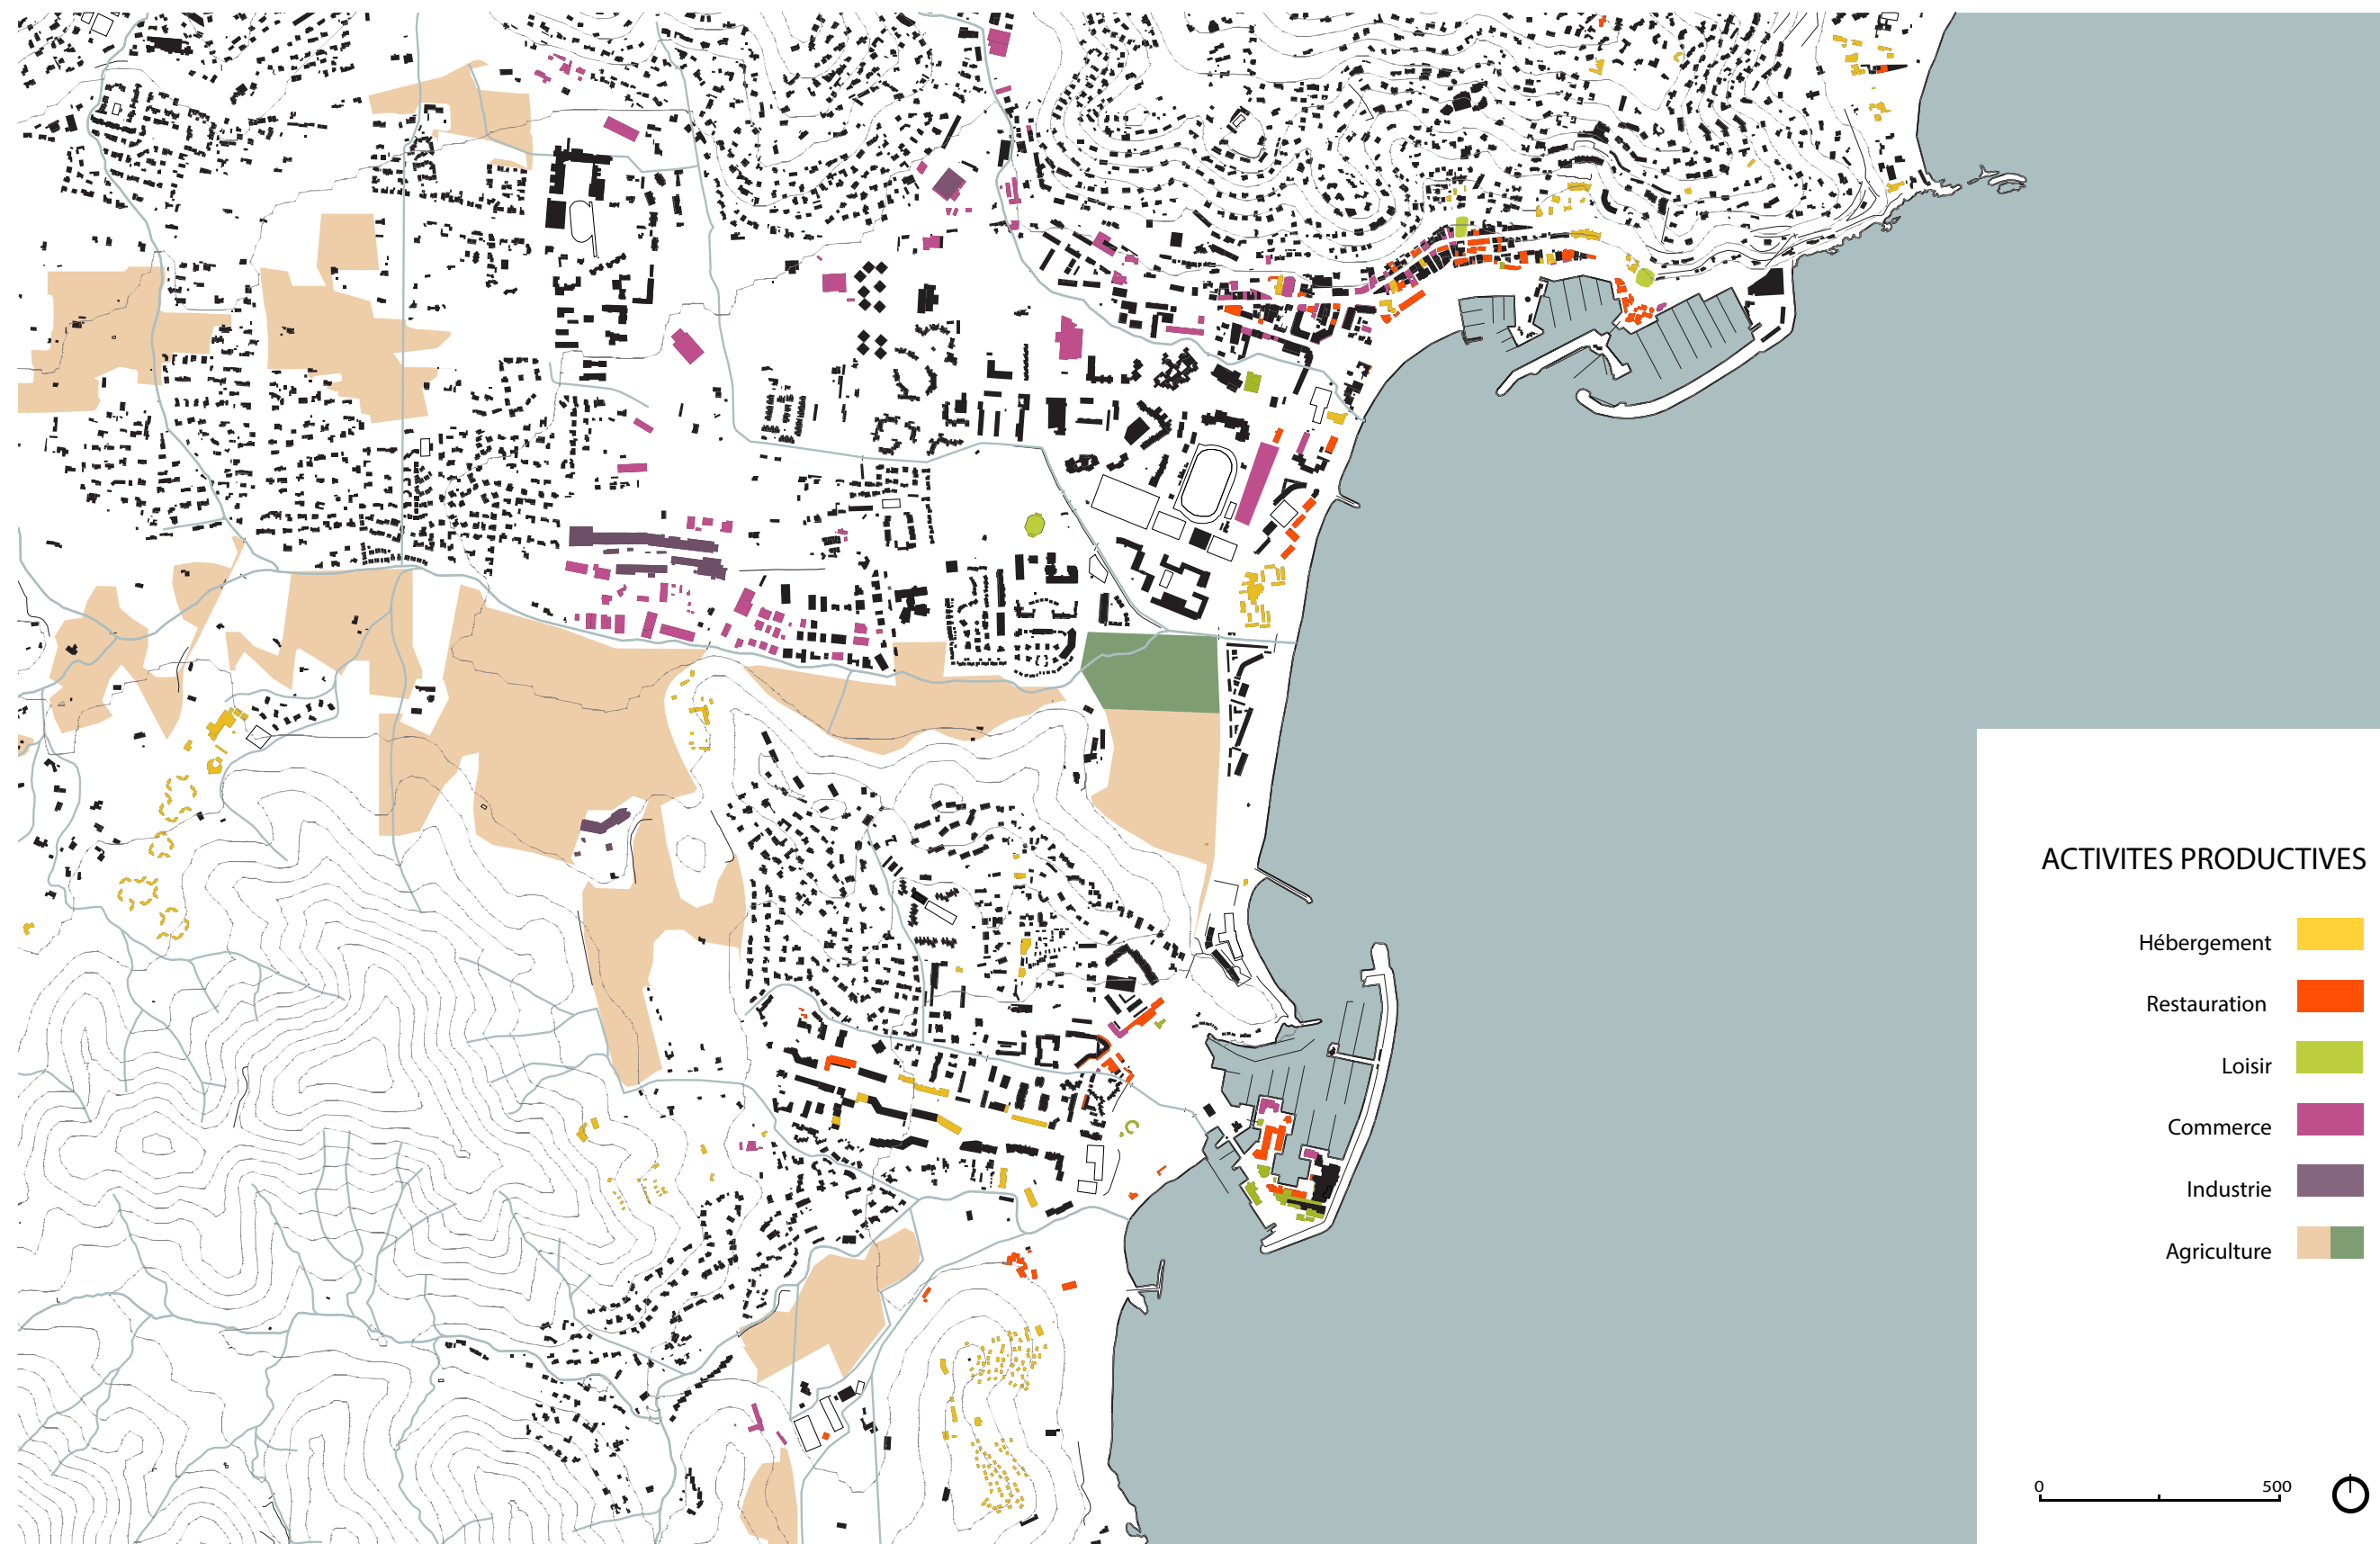 ACTIVITES PRODUCTIVES
Hébergement
Restauration
Loisir
Commerce
Industrie
Agriculture
0 500